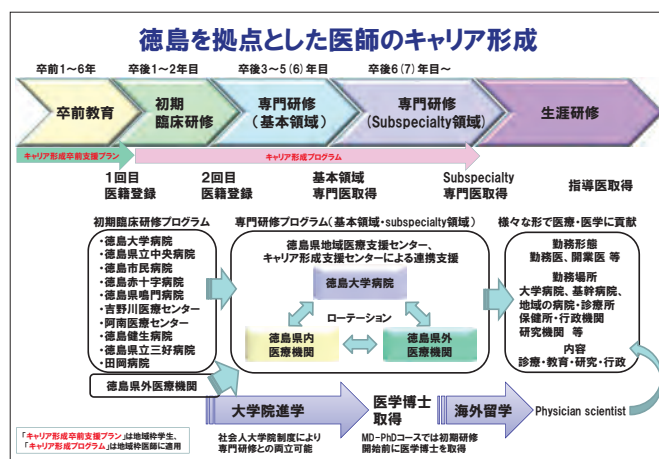 徳島を拠点とした医師のキャリア形成
卒前1~6年
卒後1~2年目
卒後3~5(6)年目
卒後6(7)年目~
卒前教育
初期
臨床研修
専門研修
(基本領域)
専門研修
(Subspecialty領域)
生涯研修
キャリア形成卒前支援プラン
キャリア形成プログラム
1回目
医籍登録
2回目
医籍登録
基本領域
専門医取得
Subspecialty
専門医取得
指導医取得
初期臨床研修プログラム
・徳島大学病院
・徳島県立中央病院
・徳島市民病院
・徳島赤十字病院
・徳島県鳴門病院
・吉野川医療センター
・阿南医療センター
・徳島健生病院
・徳島県立三好病院
・田岡病院
徳島県外医療機関
専門研修プログラム(基本領域・subspecialty領域)
徳島県地域医療支援センター、
キャリア形成支援センターによる連携支援
徳島大学病院
ローテーション
徳島県内
医療機関
徳島県外
医療機関
様々な形で医療・医学に貢献
勤務形態
勤務医、開業医 等
勤務場所
大学病院、基幹病院、
地域の病院・診療所
保健所・行政機関
研究機関 等
内容
診療・教育・研究・行政
大学院進学
医学博士
取得
海外留学
Physician scientist
社会人大学院制度により
専門研修との両立可能
MD-PhDコースでは初期研修
開始前に医学博士を取得
「キャリア形成卒前支援プラン」は地域枠学生、
「キャリア形成プログラム」は地域枠医師に適用